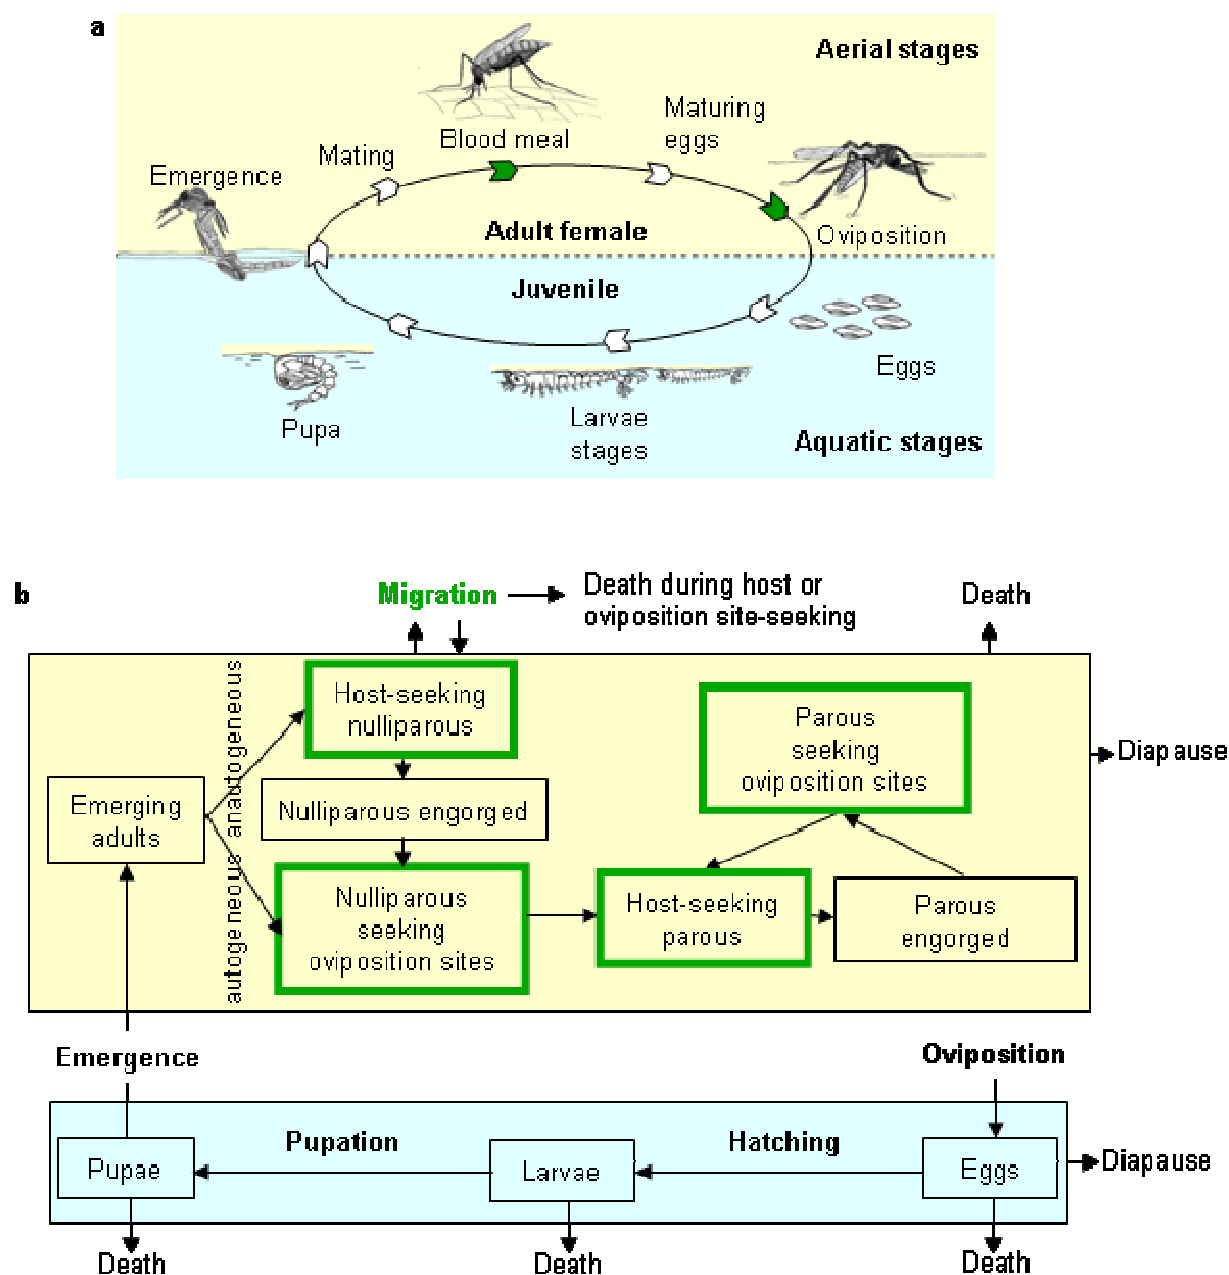 a
Aerial stages
Blood meal
Maturing
eggs
Mating
Emergence
Adult female
Oviposition
Juvenile
Eggs
Pupa
Larvae
stages
Aquatic stages
b
Migration
Death during host or
oviposition site-seeking
Death
anautogeneous
autogeneous
Host-seeking
nulliparous
Parous
seeking
oviposition sites
Diapause
Emerging
adults
Nulliparous engorged
Nulliparous
seeking
oviposition sites
Host-seeking
parous
Parous
engorged
Emergence
Oviposition
Pupation
Hatching
Pupae
Larvae
Eggs
Diapause
Death
Death
Death